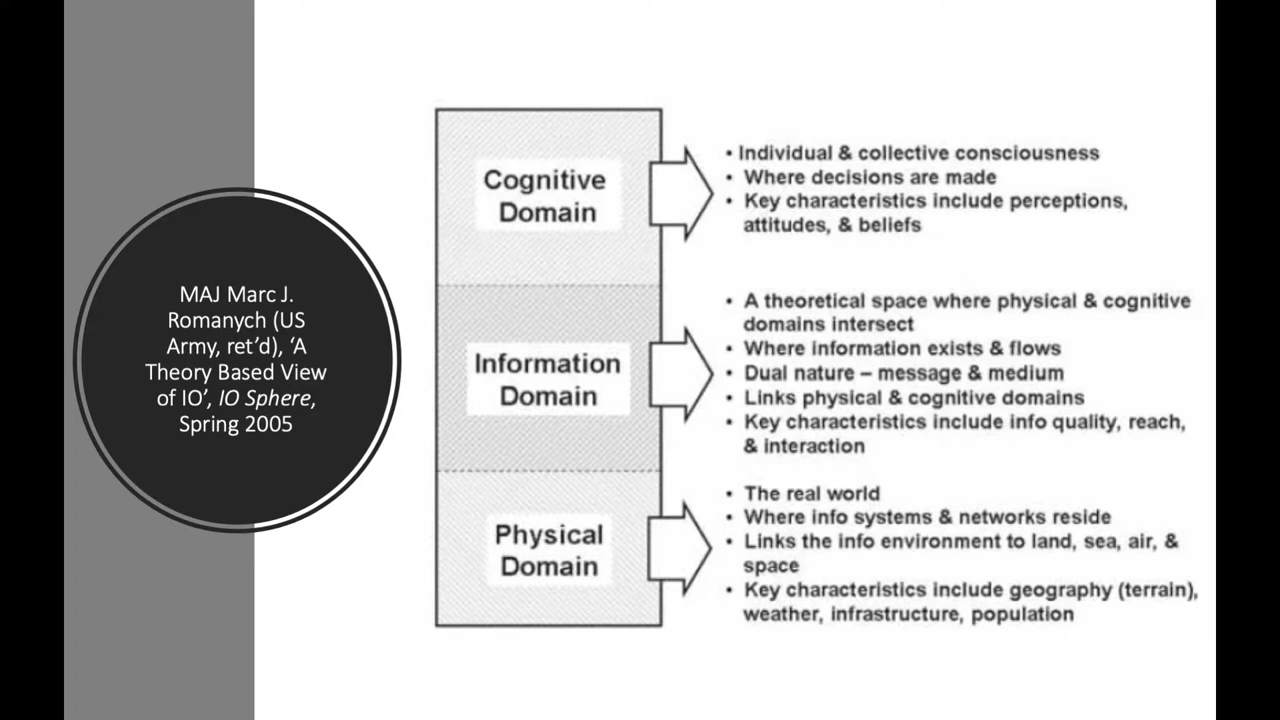 MAJ Marc J.
Romanych (US
Army, ret’d), ‘A
Theory Based View
of IO’, IO Sphere,
Spring 2005
Cognitive
Domain
• Individual & collective consciousness
• Where decisions are made
• Key characteristics include perceptions,
attitudes, & beliefs
Information
Domain
• A theoretical space where physical & cognitive
domains intersect
• Where information exists & flows
• Dual nature – message & medium
• Links physical & cognitive domains
• Key characteristics include info quality, reach,
& interaction
Physical
Domain
• The real world
• Where info systems & networks reside
• Links the info environment to land, sea, air, &
space
• Key characteristics include geography (terrain),
weather, infrastructure, population